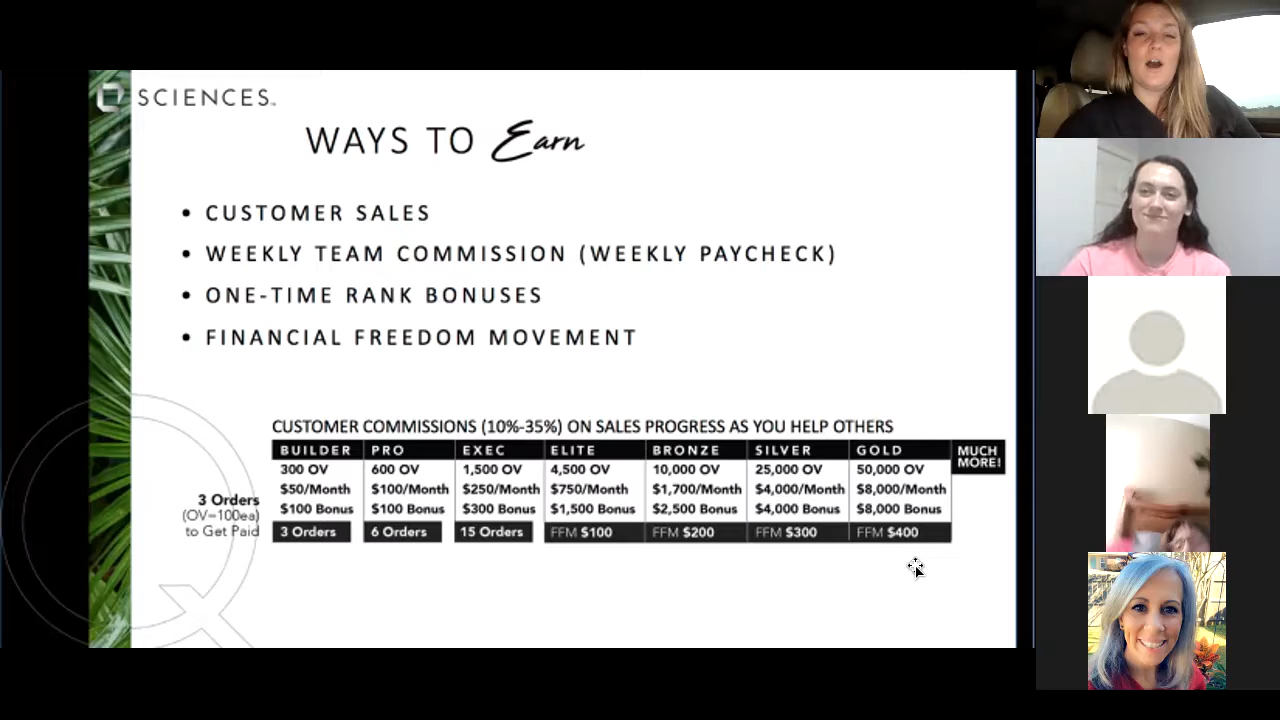 SCIENCES™
WAYS TO Earn
• CUSTOMER SALES
• WEEKLY TEAM COMMISSION (WEEKLY PAYCHECK)
• ONE-TIME RANK BONUSES
• FINANCIAL FREEDOM MOVEMENT
CUSTOMER COMMISSIONS (10%-35%) ON SALES PROGRESS AS YOU HELP OTHERS
BUILDER PRO EXEC ELITE BRONZE SILVER GOLD MUCH MORE!
300 OV 600 OV 1,500 OV 4,500 OV 10,000 OV 25,000 OV 50,000 OV
$50/Month $100/Month $250/Month $750/Month $1,700/Month $4,000/Month $8,000/Month
3 Orders
(OV=100ea)
to Get Paid
$100 Bonus $100 Bonus $300 Bonus $1,500 Bonus $2,500 Bonus $4,000 Bonus $8,000 Bonus
3 Orders 6 Orders 15 Orders FFM $100 FFM $200 FFM $300 FFM $400